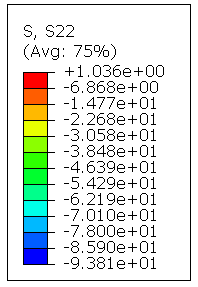 S, S22
(Avg: 75%)
+1.036e+00
-6.868e+00
-1.477e+01
-2.268e+01
-3.058e+01
-3.848e+01
-4.639e+01
-5.429e+01
-6.219e+01
-7.010e+01
-7.800e+01
-8.590e+01
-9.381e+01